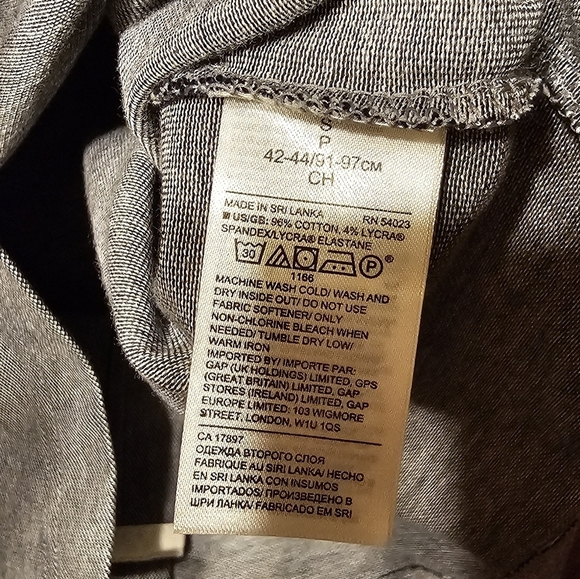 S
P
42-44/91-97см
CH
MADE IN SRI LANKA RN 54023
US/GB: 96% COTTON, 4% LYCRA®
SPANDEX/LYCRA® ELASTANE
30 P ®
1166
MACHINE WASH COLD/ WASH AND
DRY INSIDE OUT/ DO NOT USE
FABRIC SOFTENER/ ONLY
NON-CHLORINE BLEACH WHEN
NEEDED/ TUMBLE DRY LOW/
WARM IRON
IMPORTED BY/ IMPORTE PAR:
GAP (UK HOLDINGS) LIMITED, GPS
(GREAT BRITAIN) LIMITED, GAP
STORES (IRELAND) LIMITED, GAP
EUROPE LIMITED: 103 WIGMORE
STREET, LONDON, W1U 1QS
CA 17897
ОДЕЖДА ВТОРОГО СЛОЯ
FABRIQUE AU SIRI LANKA/ HECHO
EN SRI LANKA CON INSUMOS
IMPORTADOS/ ПРОИЗВЕДЕНО В
ШРИ ЛАНКА/ FABRICADO EM SRI